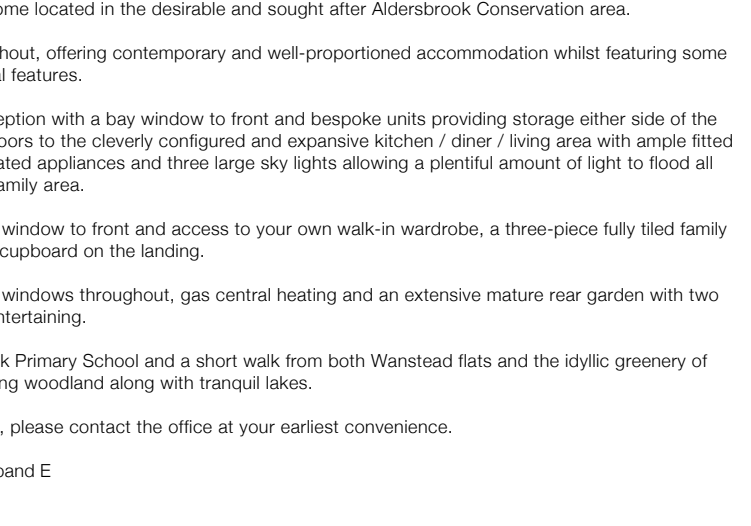 ome located in the desirable and sought after Aldersbrook Conservation area.
hout, offering contemporary and well-proportioned accommodation whilst featuring some
l features.
eption with a bay window to front and bespoke units providing storage either side of the
oors to the cleverly configured and expansive kitchen / diner / living area with ample fitted
ated appliances and three large sky lights allowing a plentiful amount of light to flood all
amily area.
window to front and access to your own walk-in wardrobe, a three-piece fully tiled family
cupboard on the landing.
windows throughout, gas central heating and an extensive mature rear garden with two
ntertaining.
k Primary School and a short walk from both Wanstead flats and the idyllic greenery of
ng woodland along with tranquil lakes.
, please contact the office at your earliest convenience.
band E